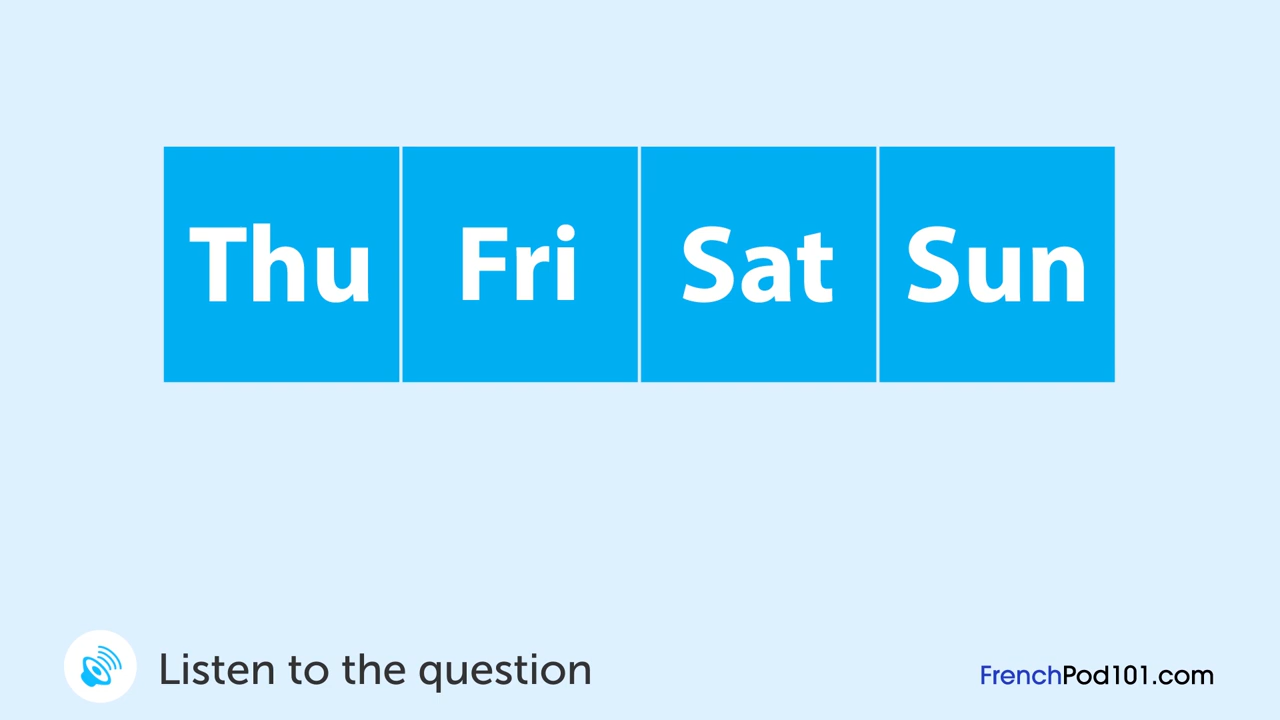 Thu Fri Sat Sun
Listen to the question
FrenchPod101.com